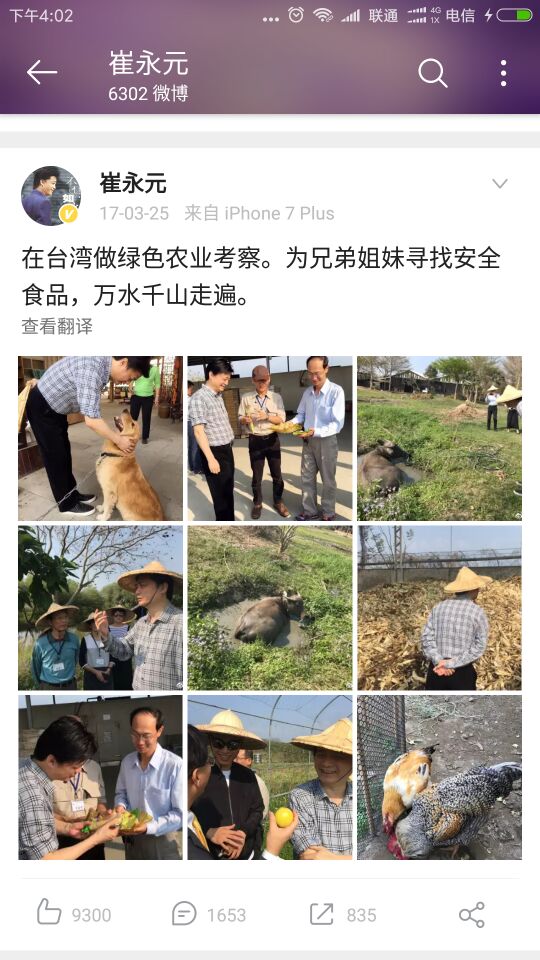 下午4:02
4G
联通 1X 电信
崔永元
6302 微博
崔永元
17-03-25 来自 iPhone 7 Plus
在台湾做绿色农业考察。为兄弟姐妹寻找安全
食品，万水千山走遍。
查看翻译
9300 1653 835